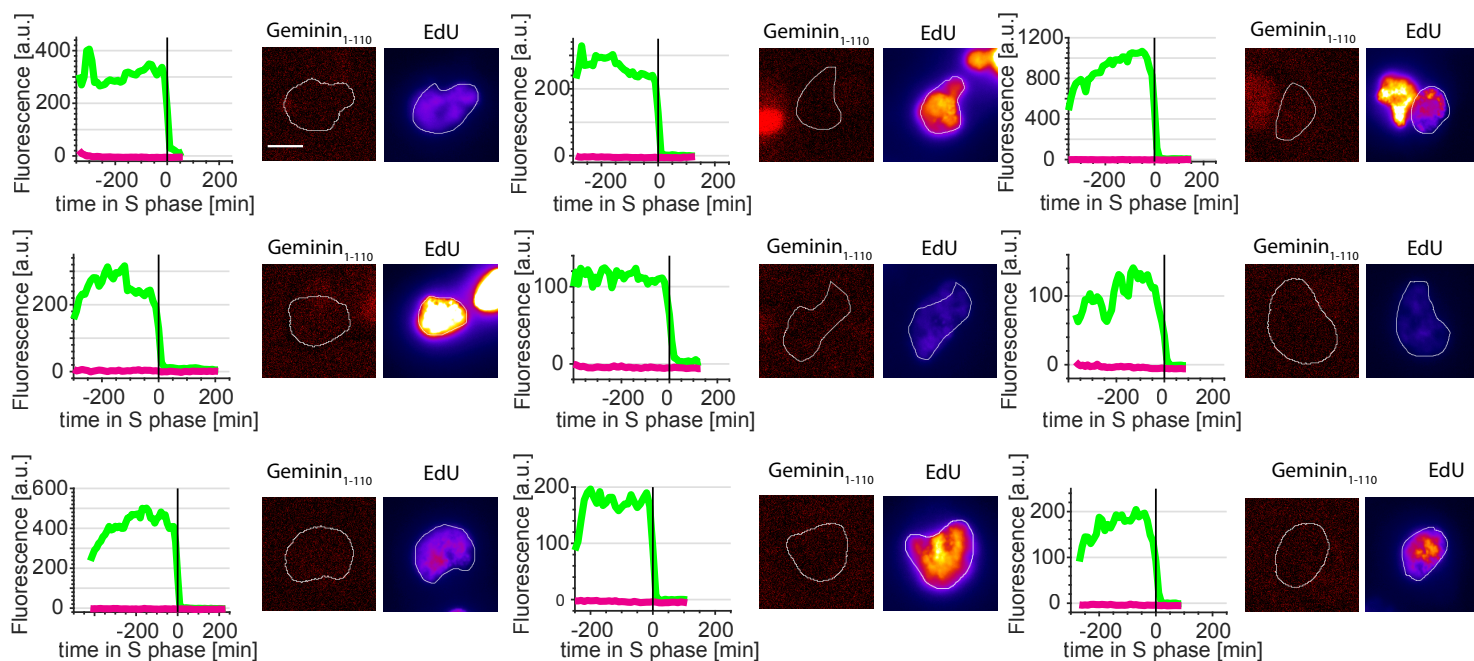 Fluorescence [a.u.]
400
200
0
-200 0 200
time in S phase [min]
Geminin1-110
EdU
Fluorescence [a.u.]
200
0
-200 0 200
time in S phase [min]
Geminin1-110
EdU
Fluorescence [a.u.]
1200
1000
800
600
400
200
0
-200 0 200
time in S phase [min]
Geminin1-110
EdU
Fluorescence [a.u.]
200
0
-200 0 200
time in S phase [min]
Geminin1-110
EdU
Fluorescence [a.u.]
100
0
-200 0 200
time in S phase [min]
Geminin1-110
EdU
Fluorescence [a.u.]
100
0
-200 0 200
time in S phase [min]
Geminin1-110
EdU
Fluorescence [a.u.]
600
400
200
0
0 200
time in S phase [min]
Geminin1-110
EdU
Fluorescence [a.u.]
200
100
0
-200 0 200
time in S phase [min]
Geminin1-110
EdU
Fluorescence [a.u.]
200
100
0
-200 0 200
time in S phase [min]
Geminin1-110
EdU